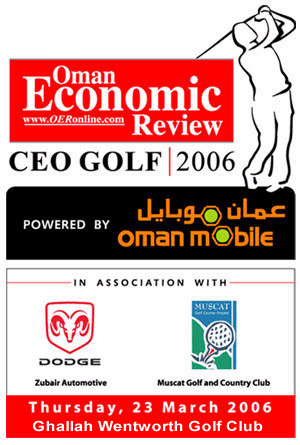 Oman
Economic
www.OERonline.com Review
CEO GOLF | 2006
POWERED BY
عمان موبايل
oman mobile
IN ASSOCIATION WITH
DODGE
Zubair Automotive
MUSCAT
Golf Course Project
Muscat Golf and Country Club
Thursday, 23 March 2006
Ghallah Wentworth Golf Club